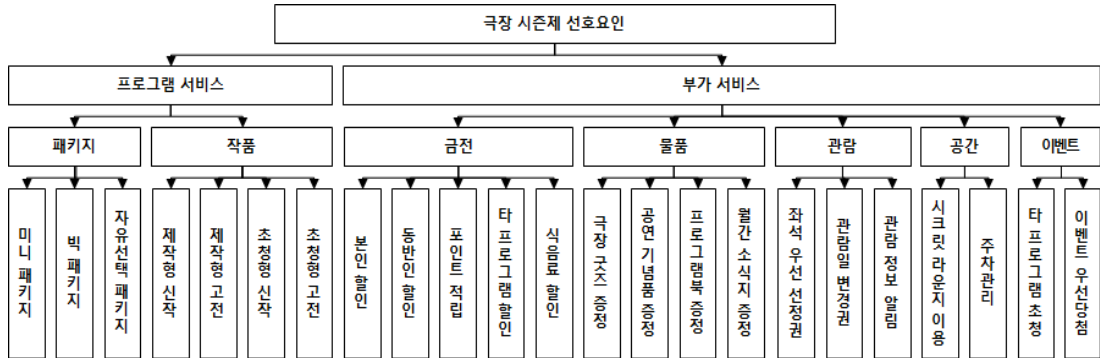 극장 시즌제 선호요인
프로그램 서비스
부가 서비스
패키지
작품
금전
물품
관람
공간
이벤트
미니 패키지
빅 패키지
자유선택 패키지
제작형 신작
제작형 고전
초청형 신작
초청형 고전
본인 할인
동반인 할인
포인트 적립
타 프로그램 할인
식음료 할인
극장 굿즈 증정
공연 기념품 증정
프로그램북 증정
월간 소식지 증정
좌석 우선 선정권
관람일 변경권
관람 정보 알림
시크릿 라운지 이용
주차관리
타 프로그램 초청
이벤트 우선당첨